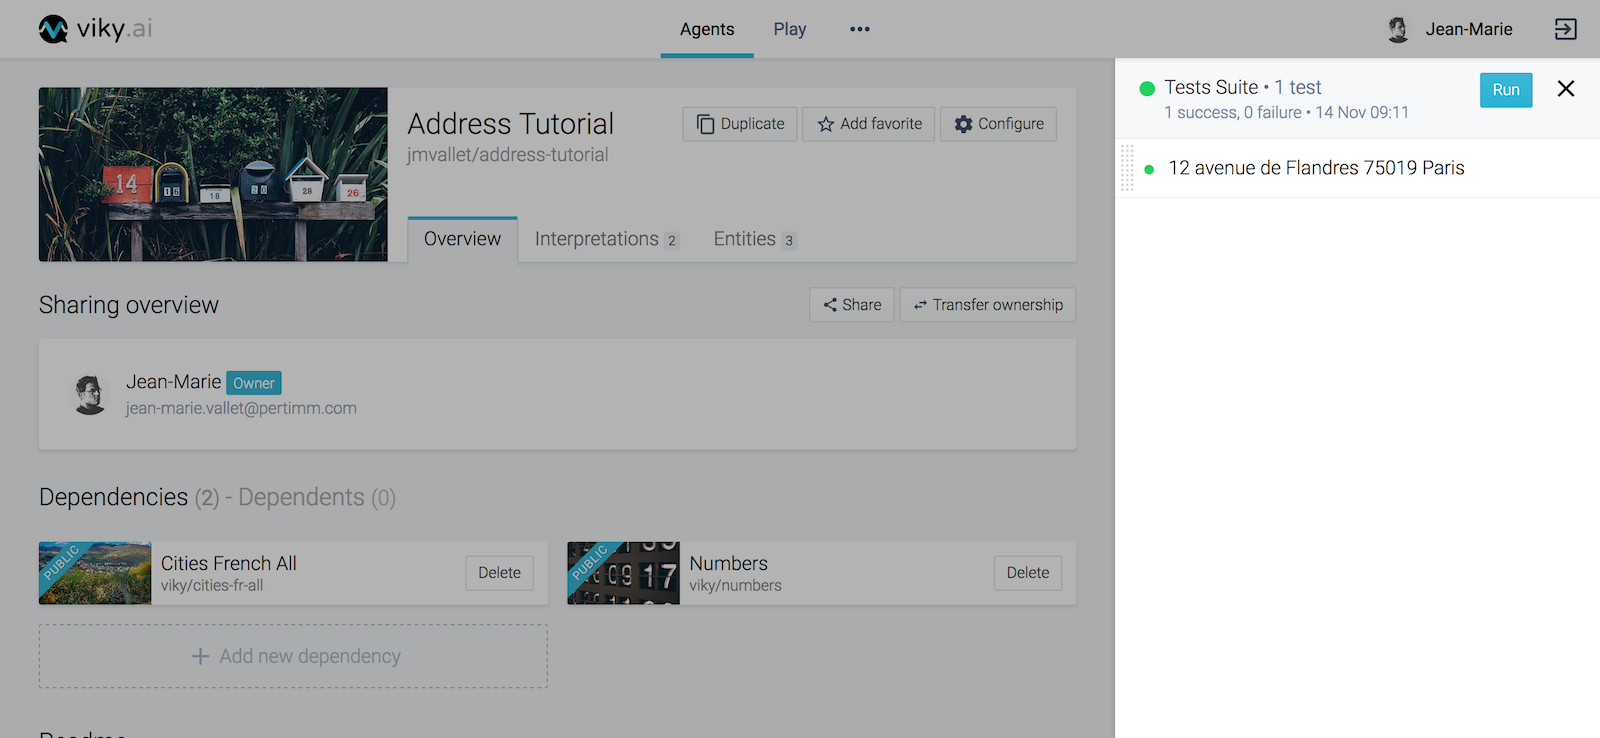 viky.ai
Agents
Play
Jean-Marie
Tests Suite • 1 test
1 success, 0 failure • 14 Nov 09:11
Run
12 avenue de Flandres 75019 Paris
14
16
18
20
28
26
Address Tutorial
jmvallet/address-tutorial
Duplicate
Add favorite
Configure
Overview
Interpretations 2
Entities 3
Sharing overview
Share
Transfer ownership
Jean-Marie Owner
jean-marie.vallet@pertimm.com
Dependencies (2) - Dependents (0)
PUBLIC
Cities French All
viky/cities-fr-all
Delete
PUBLIC
Numbers
viky/numbers
Delete
+ Add new dependency